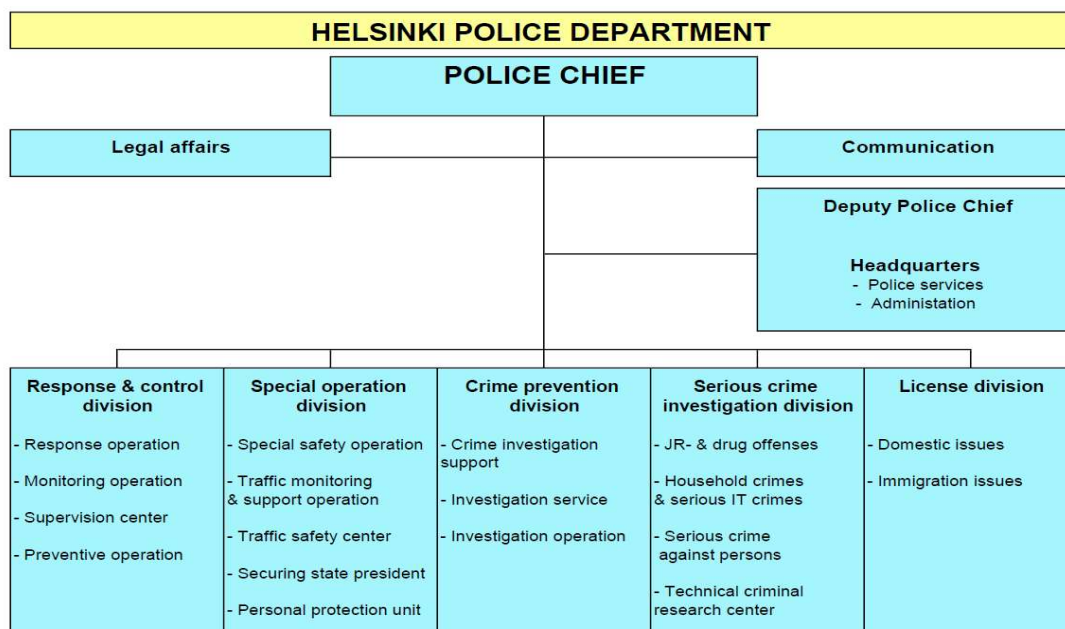 HELSINKI POLICE DEPARTMENT
POLICE CHIEF
Legal affairs
Communication
Deputy Police Chief
Headquarters
- Police services
- Administation
Response & control
division
- Response operation
- Monitoring operation
- Supervision center
- Preventive operation
Special operation
division
- Special safety operation
- Traffic monitoring
& support operation
- Traffic safety center
- Securing state president
- Personal protection unit
Crime prevention
division
- Crime investigation
support
- Investigation service
- Investigation operation
Serious crime
investigation division
- JR- & drug offenses
- Household crimes
& serious IT crimes
- Serious crime
against persons
- Technical criminal
research center
License division
- Domestic issues
- Immigration issues